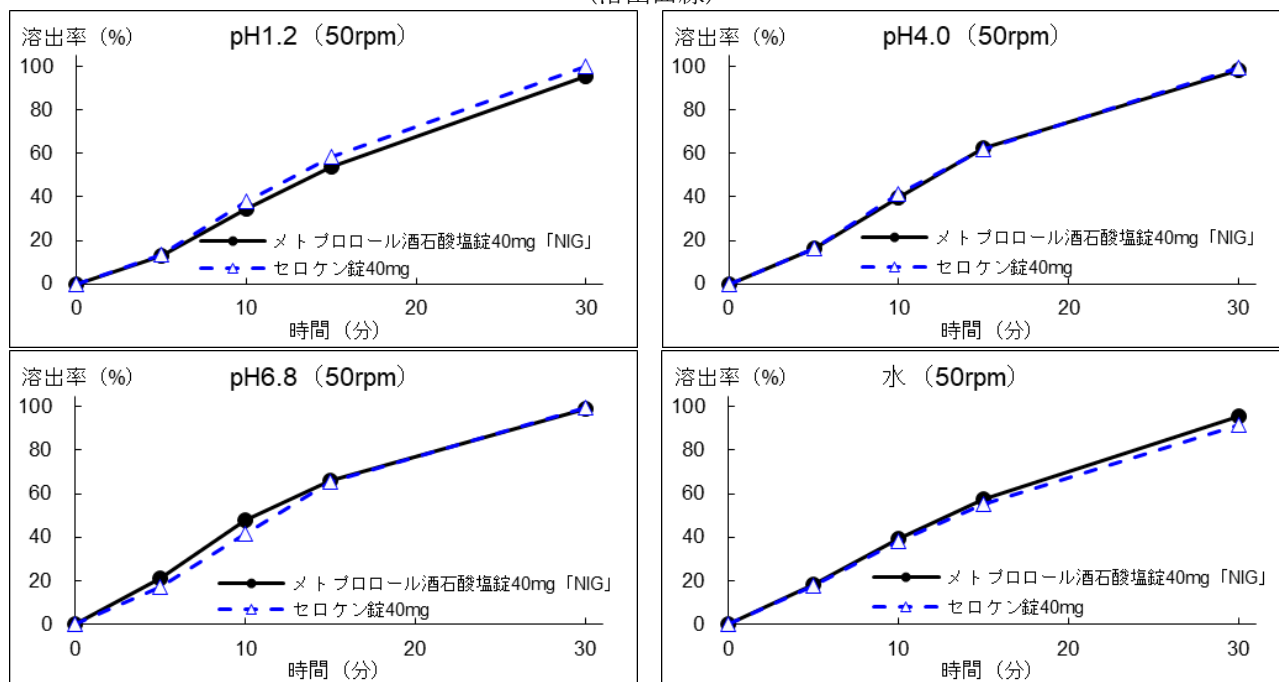 溶出率（%） pH1.2（50rpm）
100
80
60
40
20
0
メトプロロール酒石酸塩錠40mg「NIG」
セロケン錠40mg
0 10 20 30
時間（分）
溶出率（%） pH4.0（50rpm）
100
80
60
40
20
0
メトプロロール酒石酸塩錠40mg「NIG」
セロケン錠40mg
0 10 20 30
時間（分）
溶出率（%） pH6.8（50rpm）
100
80
60
40
20
0
メトプロロール酒石酸塩錠40mg「NIG」
セロケン錠40mg
0 10 20 30
時間（分）
溶出率（%） 水（50rpm）
100
80
60
40
20
0
メトプロロール酒石酸塩錠40mg「NIG」
セロケン錠40mg
0 10 20 30
時間（分）